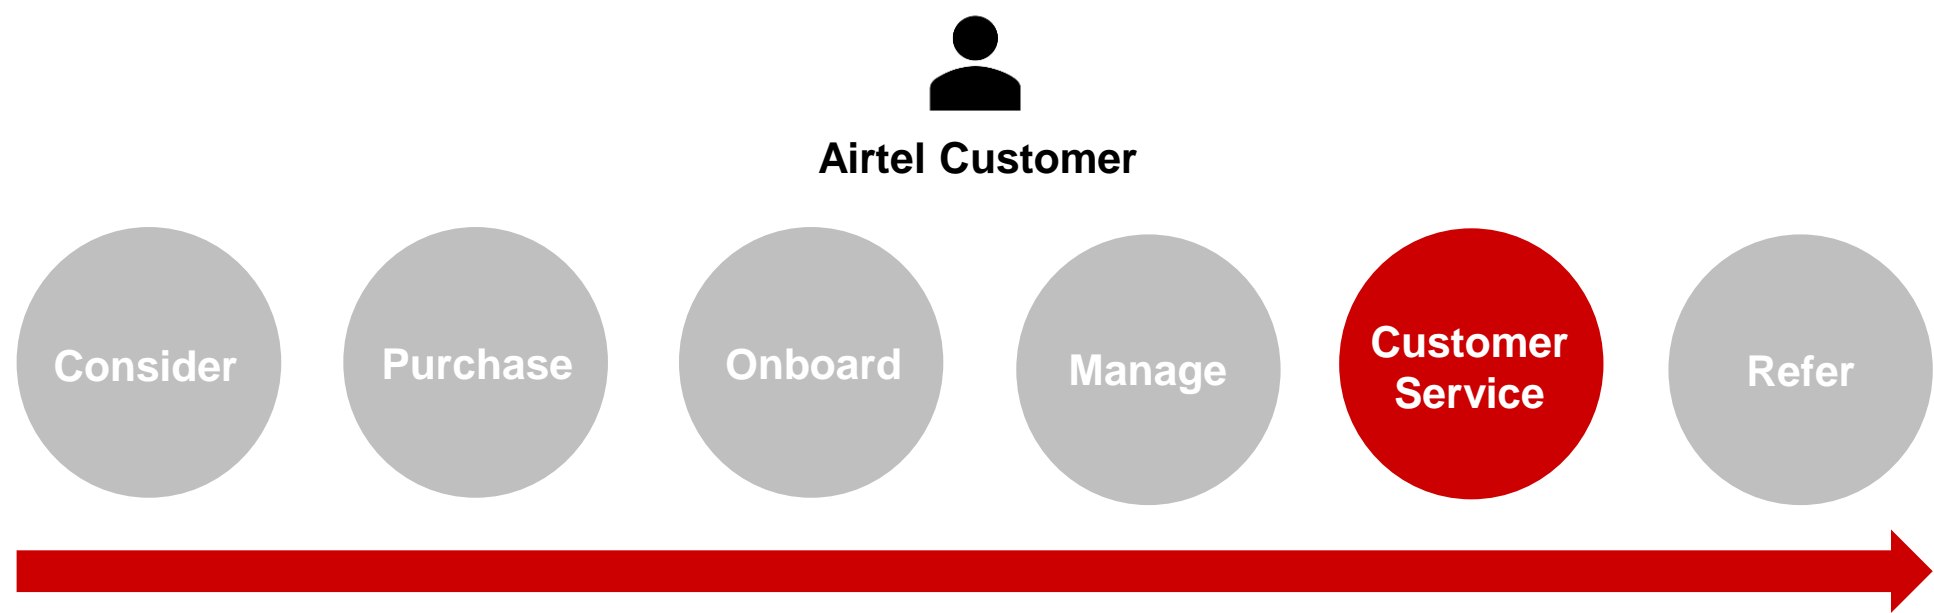 Airtel Customer
Consider
Purchase
Onboard
Manage
Customer
Service
Refer